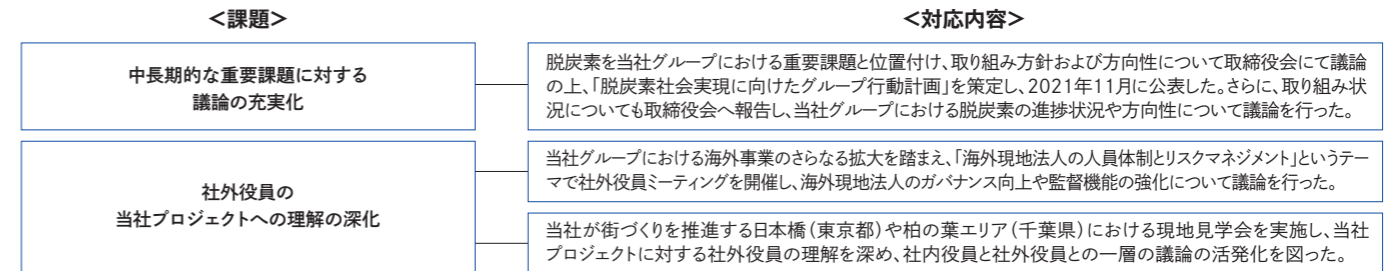 ＜課題＞
＜対応内容＞
中長期的な重要課題に対する
議論の充実化
脱炭素を当社グループにおける重要課題と位置付け、取り組み方針および方向性について取締役会にて議論
の上、「脱炭素社会実現に向けたグループ行動計画」を策定し、2021年11月に公表した。さらに、取り組み状
況についても取締役会へ報告し、当社グループにおける脱炭素の進捗状況や方向性について議論を行った。
社外役員の
当社プロジェクトへの理解の深化
当社グループにおける海外事業のさらなる拡大を踏まえ、「海外現地法人の人員体制とリスクマネジメント」というテー
マで社外役員ミーティングを開催し、海外現地法人のガバナンス向上や監督機能の強化について議論を行った。
当社が街づくりを推進する日本橋（東京都）や柏の葉エリア（千葉県）における現地見学会を実施し、当社
プロジェクトに対する社外役員の理解を深め、社内役員と社外役員との一層の議論の活発化を図った。